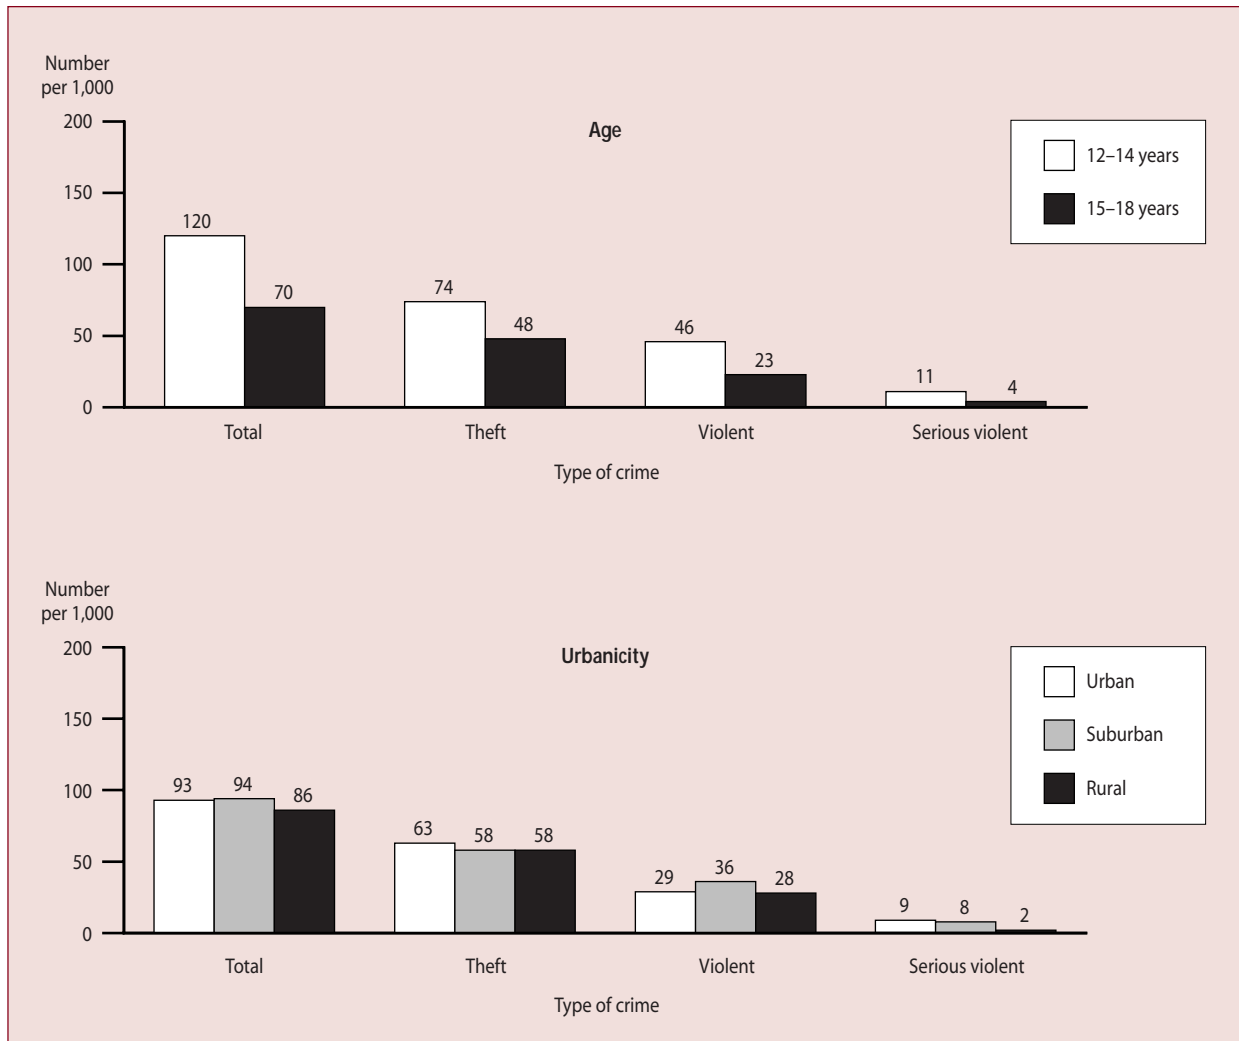 Number
per 1,000
200
Age
12–14 years
150
15–18 years
120
100
70
74
48
46
23
50
11
4
0
Total
Theft
Violent
Serious violent
Type of crime
Number
per 1,000
200
Urbanicity
Urban
150
Suburban
Rural
100
93
94
86
63
58
58
50
29
36
28
9
8
2
0
Total
Theft
Violent
Serious violent
Type of crime